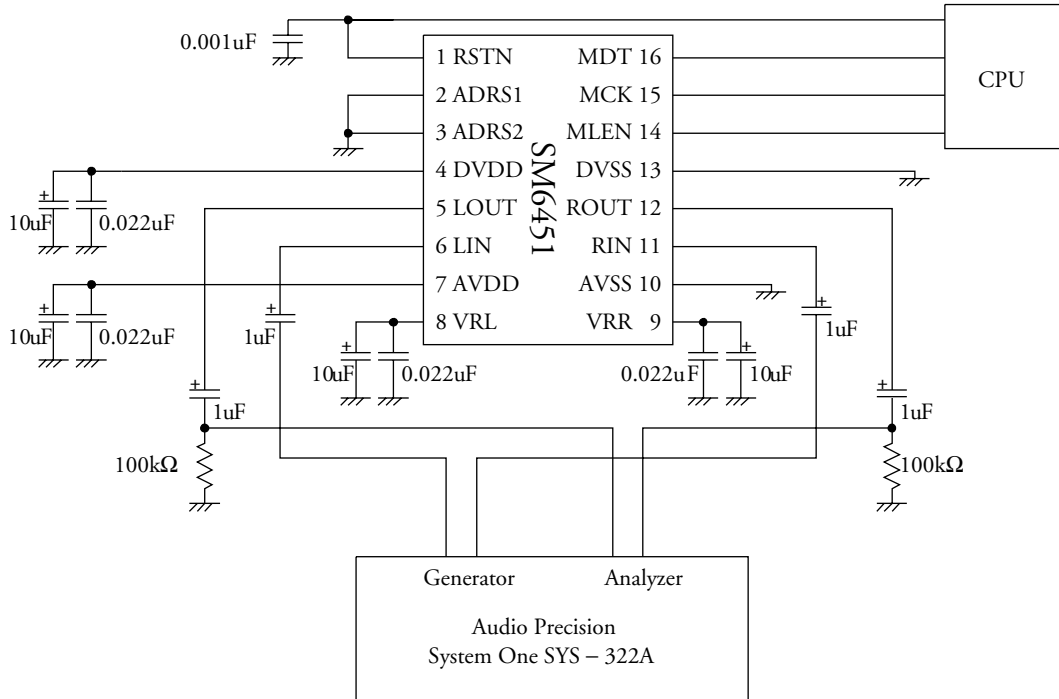 0.001uF
1 RSTN
MDT 16
CPU
2 ADRS1
MCK 15
3 ADRS2
MLEN 14
SM6451
4 DVDD
DVSS 13
+
10uF
0.022uF
5 LOUT
ROUT 12
6 LIN
RIN 11
7 AVDD
AVSS 10
+
10uF
0.022uF
+
1uF
8 VRL
VRR 9
+
1uF
+
10uF
0.022uF
0.022uF
+
10uF
+
1uF
+
1uF
100kΩ
100kΩ
Generator
Analyzer
Audio Precision
System One SYS – 322A